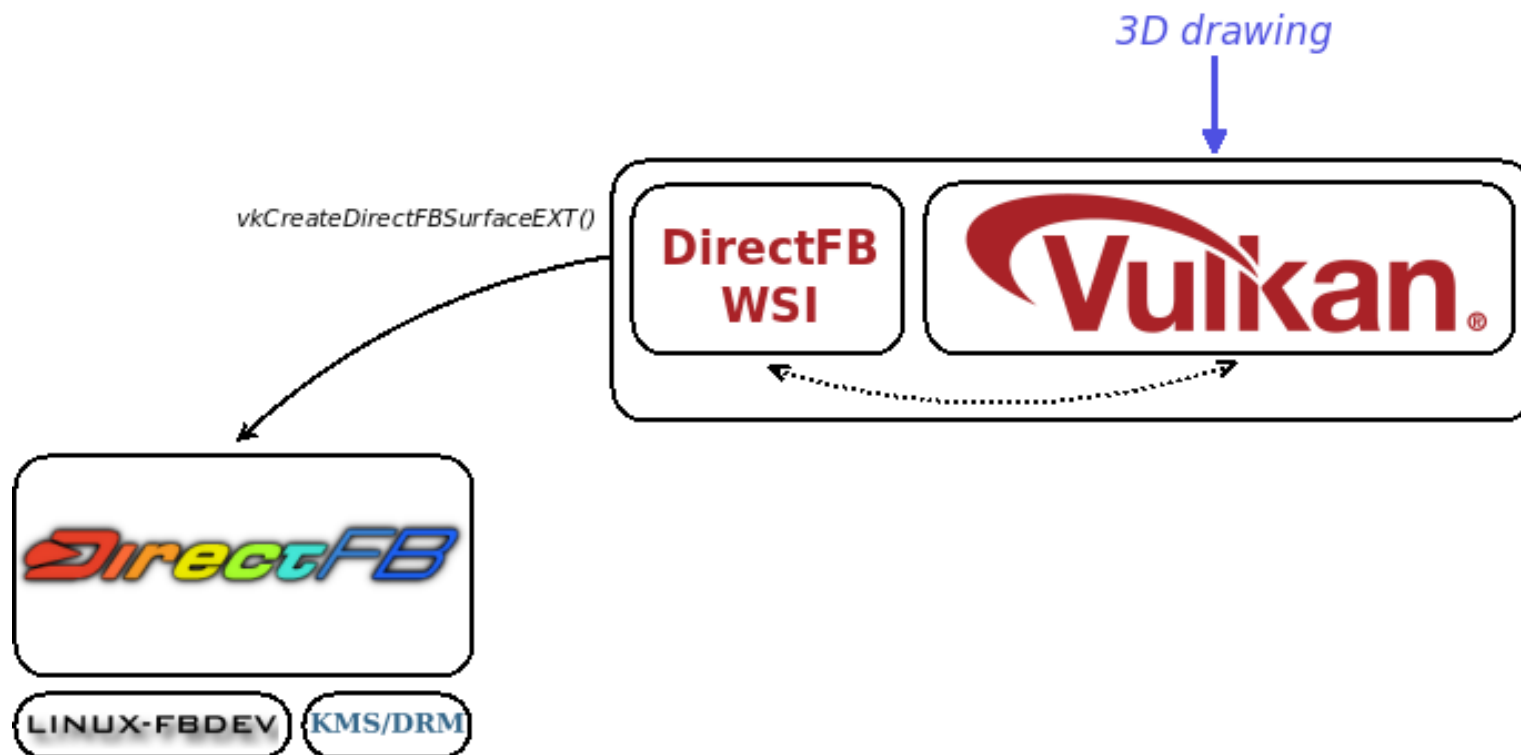 3D drawing
vkCreateDirectFBSurfaceEXT()
DirectFB
WSI
Vulkan®
DirectFB
LINUX-FBDEV
KMS/DRM